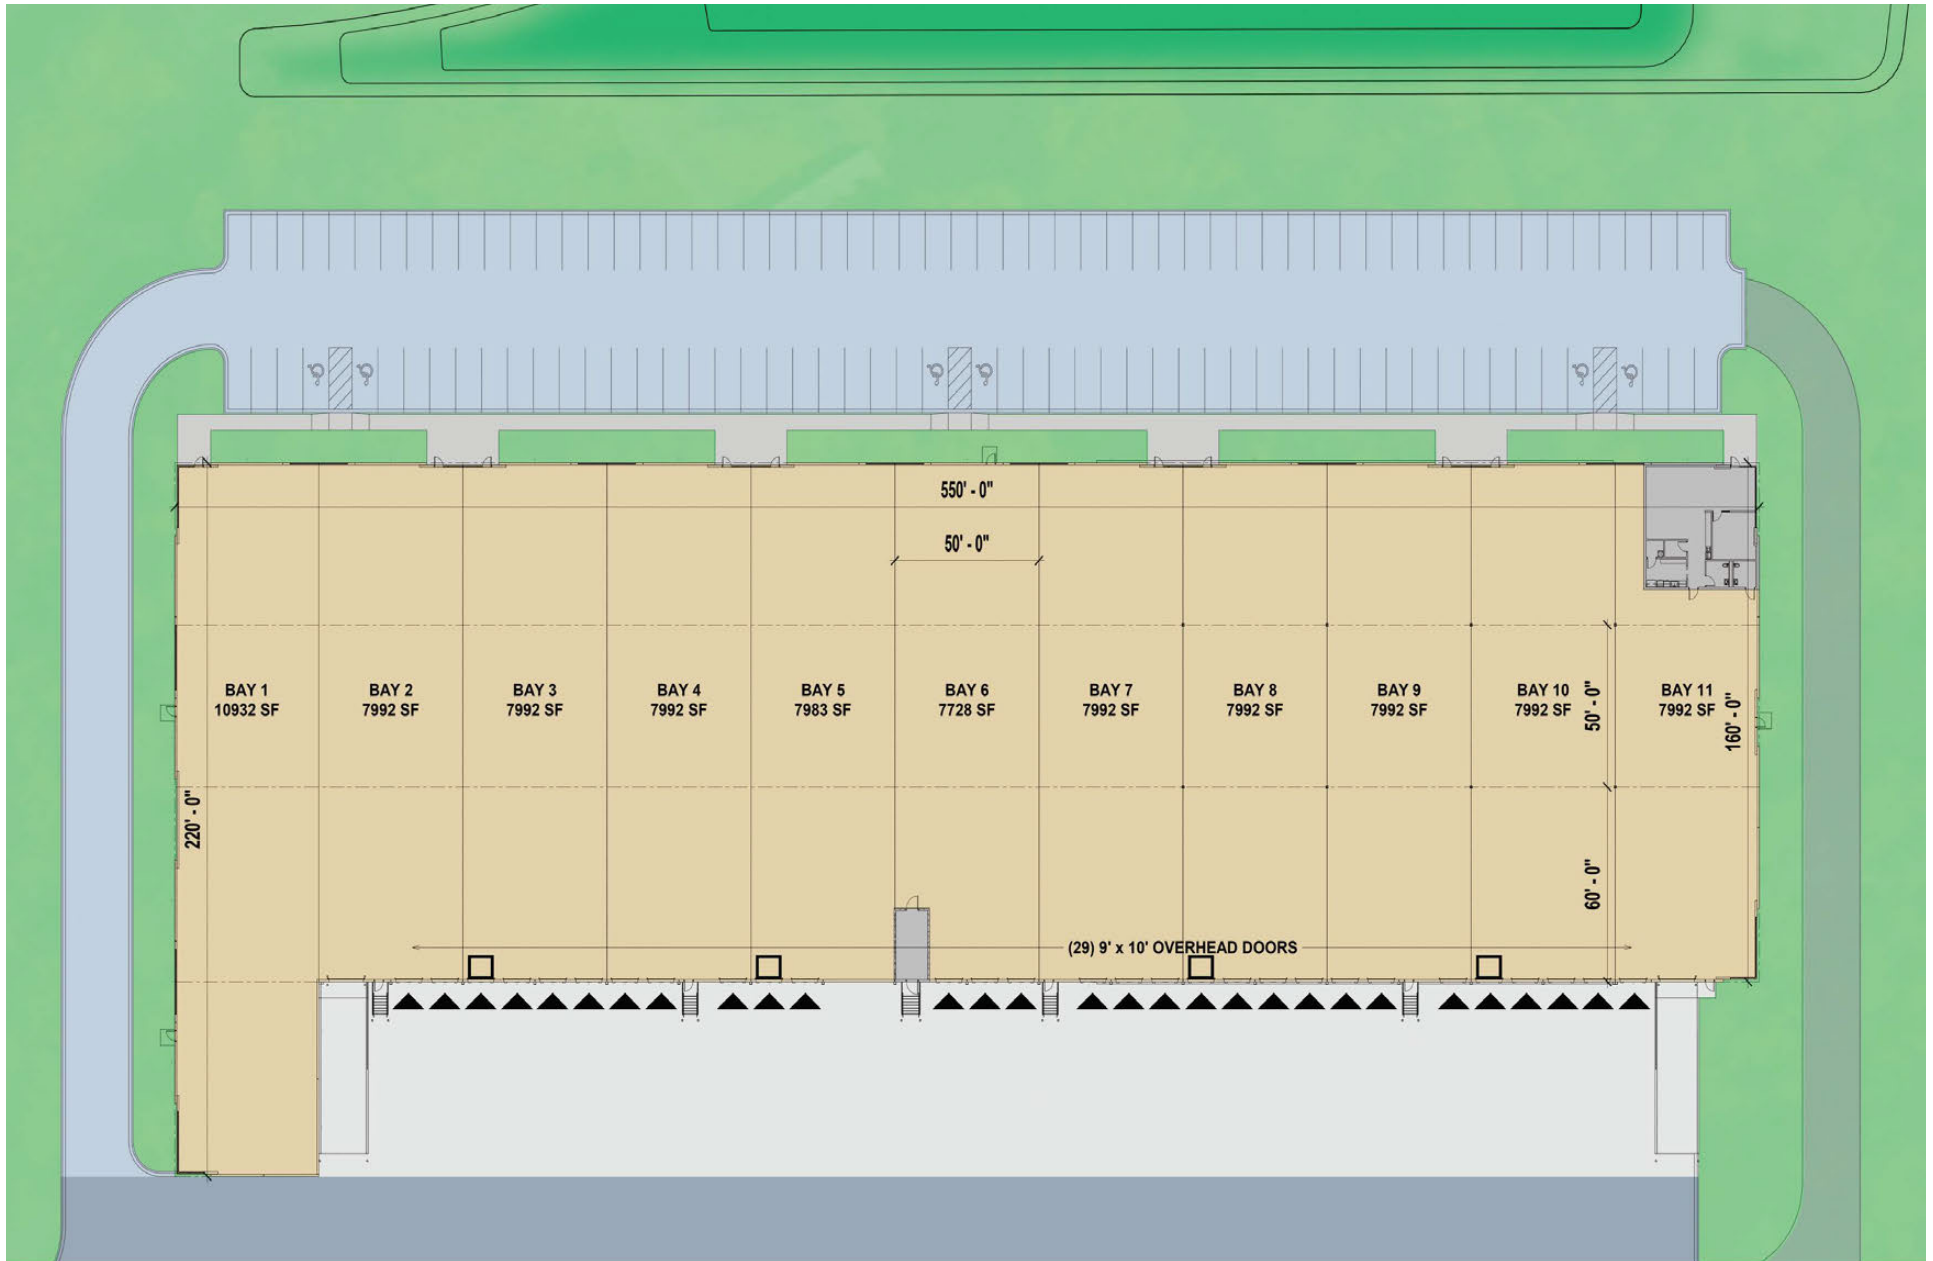 550' - 0"
50' - 0"
BAY 1
10932 SF
BAY 2
7992 SF
BAY 3
7992 SF
BAY 4
7992 SF
BAY 5
7983 SF
BAY 6
7728 SF
BAY 7
7992 SF
BAY 8
7992 SF
BAY 9
7992 SF
BAY 10
7992 SF
BAY 11
7992 SF
50' - 0"
160' - 0"
220' - 0"
60' - 0"
(29) 9' x 10' OVERHEAD DOORS